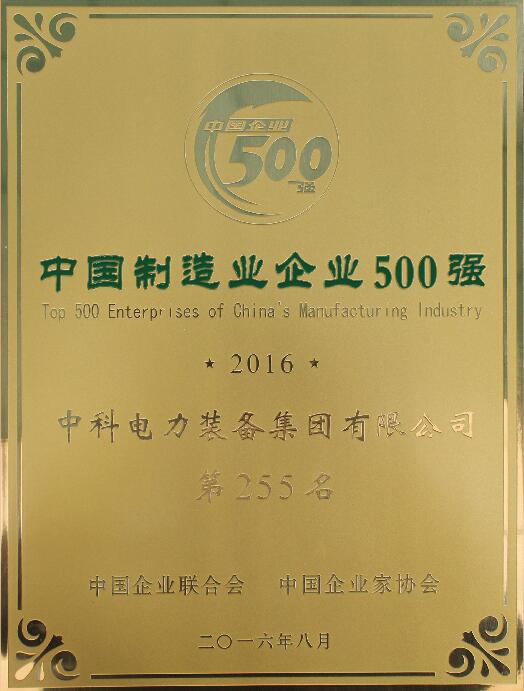 中国企业
500
强
中国制造业企业500强
Top 500 Enterprises of China's Manufacturing Industry
★ 2016 ★
中科电力装备集团有限公司
第255名
中国企业联合会 中国企业家协会
二〇一六年八月